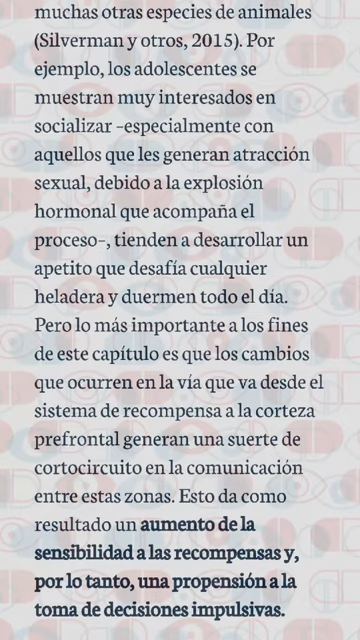 muchas otras especies de animales
(Silverman y otros, 2015). Por
ejemplo, los adolescentes se
muestran muy interesados en
socializar –especialmente con
aquellos que les generan atracción
sexual, debido a la explosión
hormonal que acompaña el
proceso–, tienden a desarrollar un
apetito que desafía cualquier
heladera y duermen todo el día.
Pero lo más importante a los fines
de este capítulo es que los cambios
que ocurren en la vía que va desde el
sistema de recompensa a la corteza
prefrontal generan una suerte de
cortocircuito en la comunicación
entre estas zonas. Esto da como
resultado un aumento de la
sensibilidad a las recompensas y,
por lo tanto, una propensión a la
toma de decisiones impulsivas.